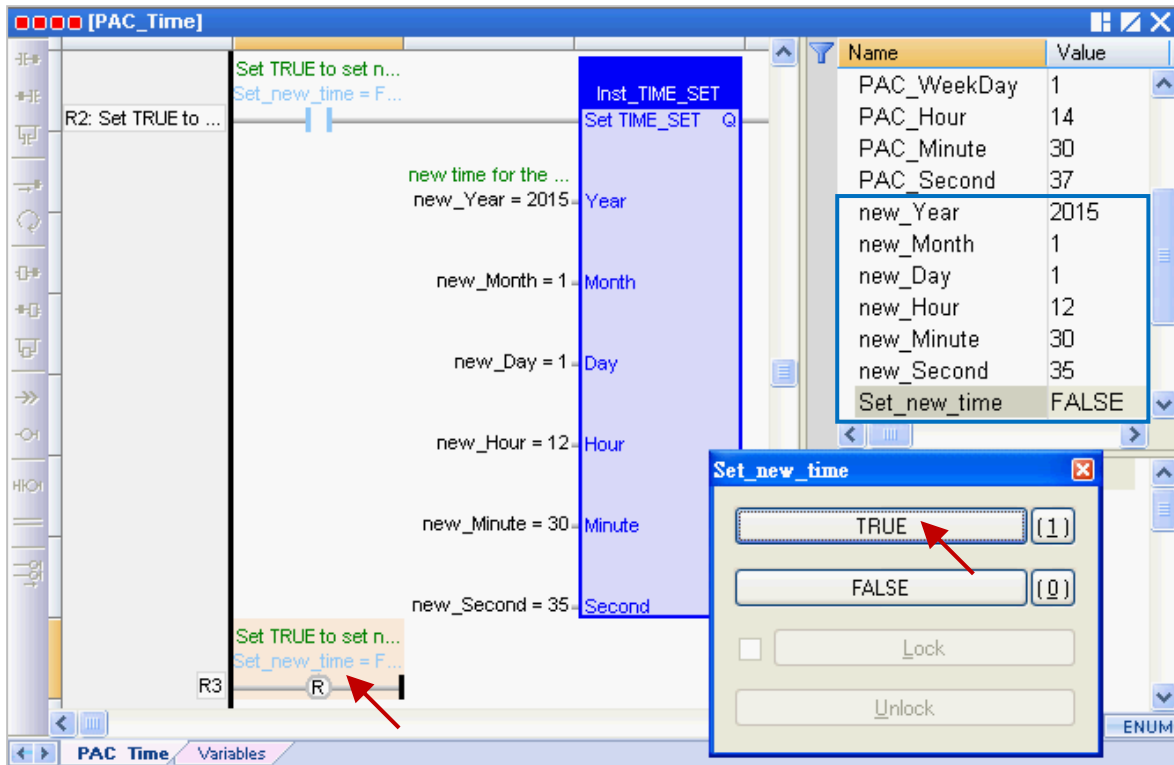 [PAC_Time]
Set TRUE to set n...
Set_new_time = F...
R2: Set TRUE to ...
Inst_TIME_SET
Set TIME_SET Q
new time for the ...
new_Year = 2015 Year
new_Month = 1 Month
new_Day = 1 Day
new_Hour = 12 Hour
new_Minute = 30 Minute
new_Second = 35 Second
Set TRUE to set n...
Set_new_time = F...
R3 R
Name Value
PAC_WeekDay 1
PAC_Hour 14
PAC_Minute 30
PAC_Second 37
new_Year 2015
new_Month 1
new_Day 1
new_Hour 12
new_Minute 30
new_Second 35
Set_new_time FALSE
Set_new_time
TRUE (1)
FALSE (0)
Lock
Unlock
ENUM
PAC_Time Variables